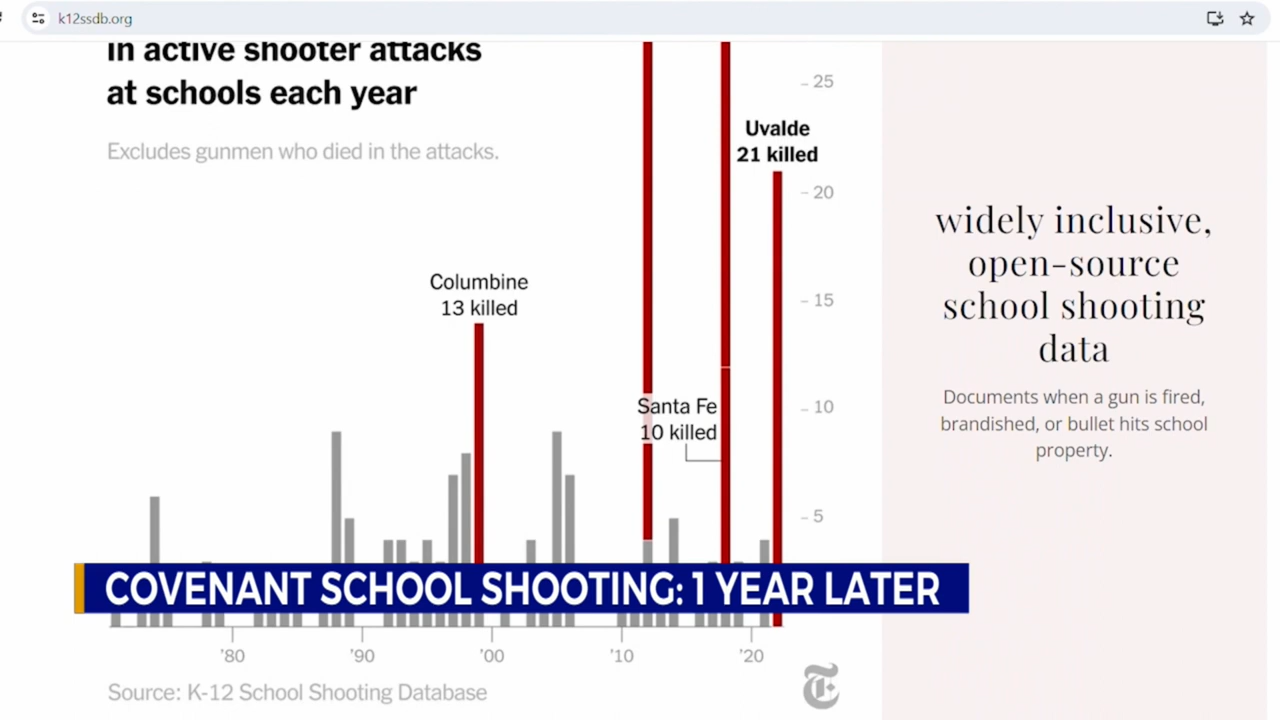 k12ssdb.org
in active shooter attacks
at schools each year
Excludes gunmen who died in the attacks.
25
Uvalde
21 killed
20
Columbine
13 killed
15
Santa Fe
10 killed
10
5
'80
'90
'00
'10
'20
Source: K-12 School Shooting Database
T
widely inclusive,
open-source
school shooting
data
Documents when a gun is fired,
brandished, or bullet hits school
property.
COVENANT SCHOOL SHOOTING: 1 YEAR LATER